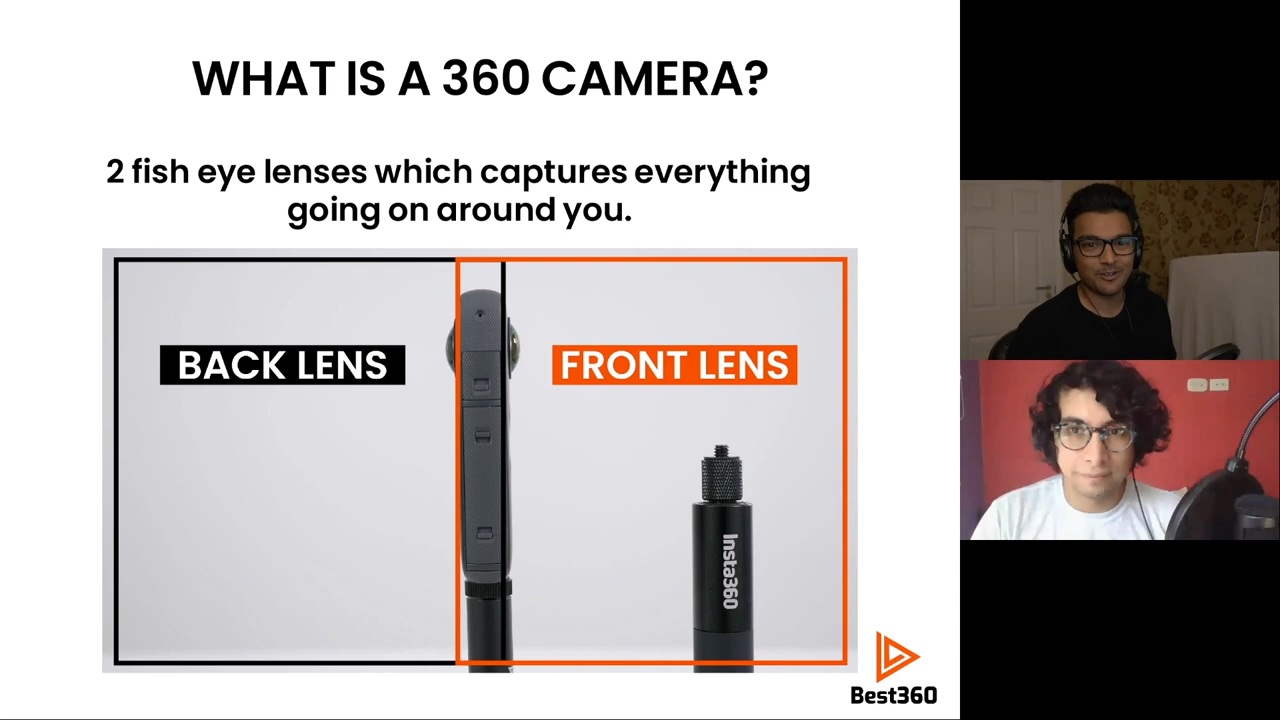 WHAT IS A 360 CAMERA?
2 fish eye lenses which captures everything
going on around you.
BACK LENS
FRONT LENS
Insta360
Best360